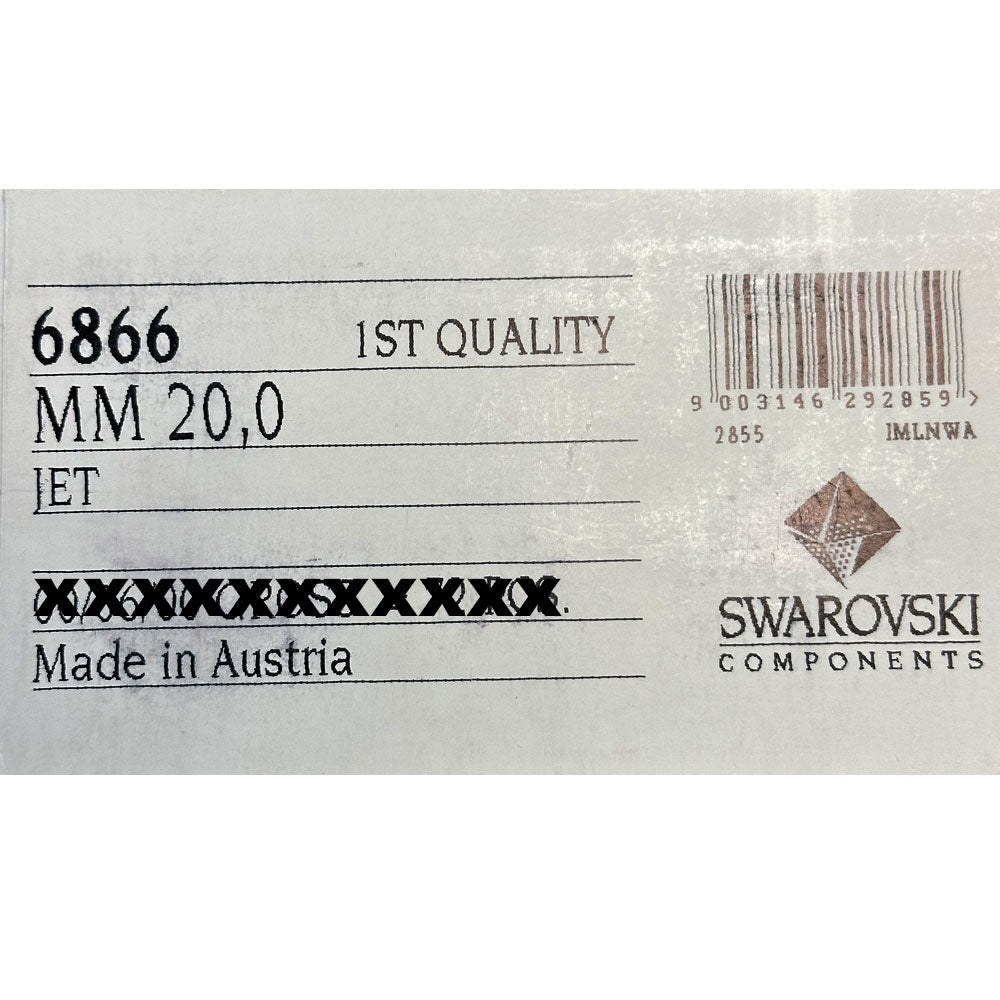 6866 1ST QUALITY
MM 20,0
JET
Made in Austria
9 003146 292859 >
2855 IMLNWA
SWAROVSKI
COMPONENTS